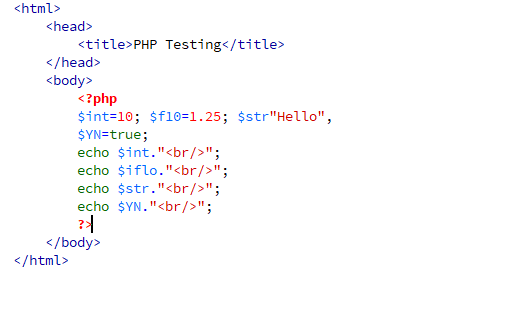 <html>
<head>
<title>PHP Testing</title>
</head>
<body>
<?php
$int=10; $f10=1.25; $str"Hello",
$YN=true;
echo $int."<br/>";
echo $iflo."<br/>";
echo $str."<br/>";
echo $YN."<br/>";
?>
</body>
</html>